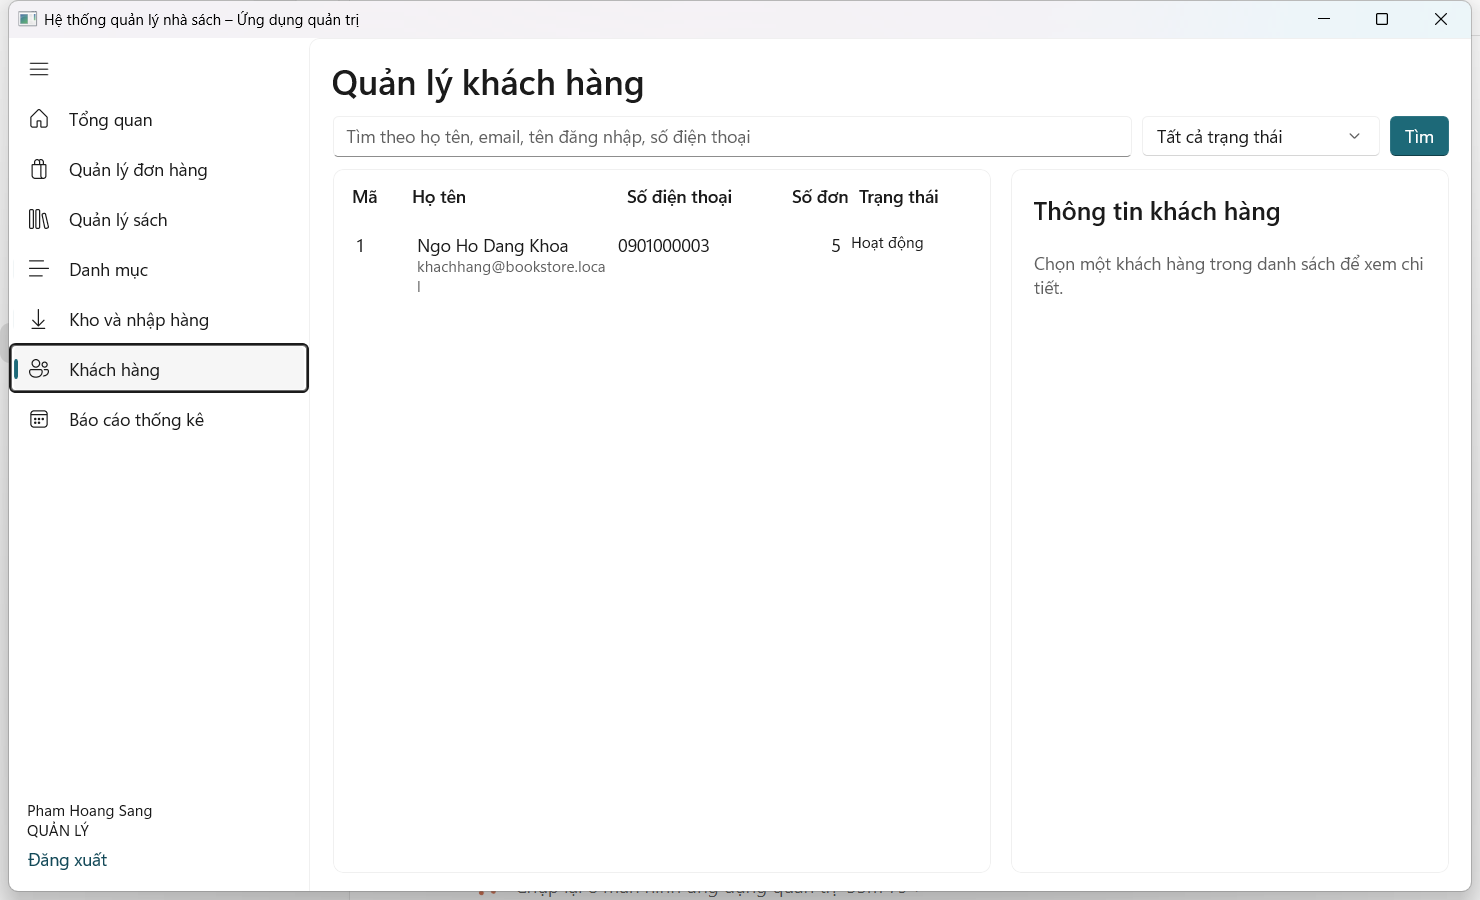 Hệ thống quản lý nhà sách – Ứng dụng quản trị
Tổng quan
Quản lý đơn hàng
Quản lý sách
Danh mục
Kho và nhập hàng
Khách hàng
Báo cáo thống kê
Pham Hoang Sang
QUẢN LÝ
Đăng xuất
Quản lý khách hàng
Tìm theo họ tên, email, tên đăng nhập, số điện thoại
Tất cả trạng thái
Tìm
Mã Họ tên Số điện thoại Số đơn Trạng thái
1 Ngo Ho Dang Khoa 0901000003 5 Hoạt động
khachhang@bookstore.loca
l
Thông tin khách hàng
Chọn một khách hàng trong danh sách để xem chi
tiết.